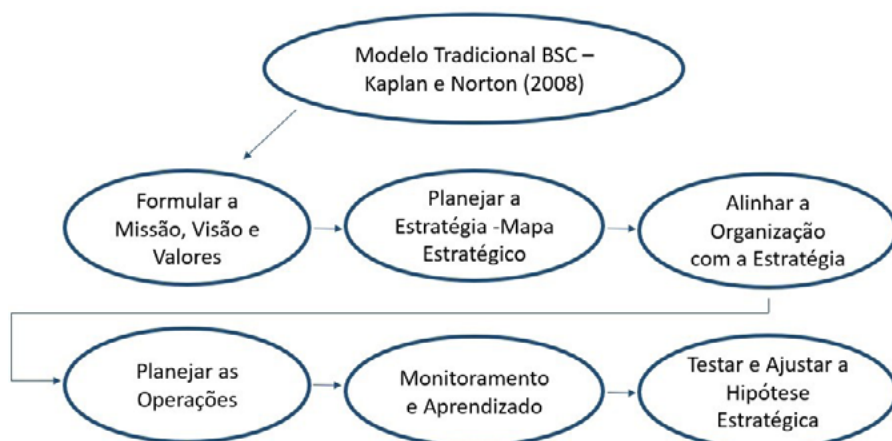 Modelo Tradicional BSC –
Kaplan e Norton (2008)
Formular a
Missão, Visão e
Valores
Planejar a
Estratégia -Mapa
Estratégico
Alinhar a
Organização
com a Estratégia
Planejar as
Operações
Monitoramento
e Aprendizado
Testar e Ajustar a
Hipótese
Estratégica